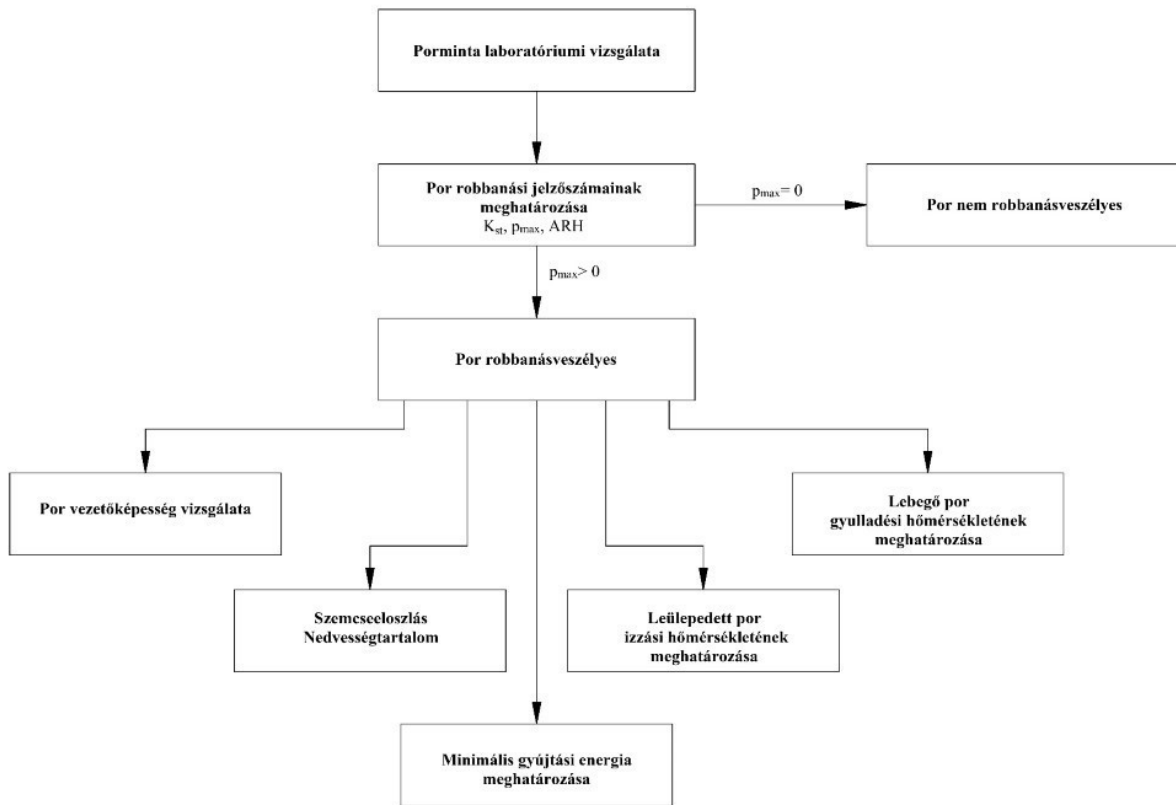 Porminta laboratóriumi vizsgálata
Por robbanási jelzőszámainak
meghatározása
Kst, pmax, ARH
pmax= 0
Por nem robbanásveszélyes
pmax> 0
Por robbanásveszélyes
Por vezetőképesség vizsgálata
Lebegő por
gyulladési hőmérsékletének
meghatározása
Szemcseeloszlás
Nedvességtartalom
Leülepedett por
izzási hőmérsékletének
meghatározása
Minimális gyújtási energia
meghatározása